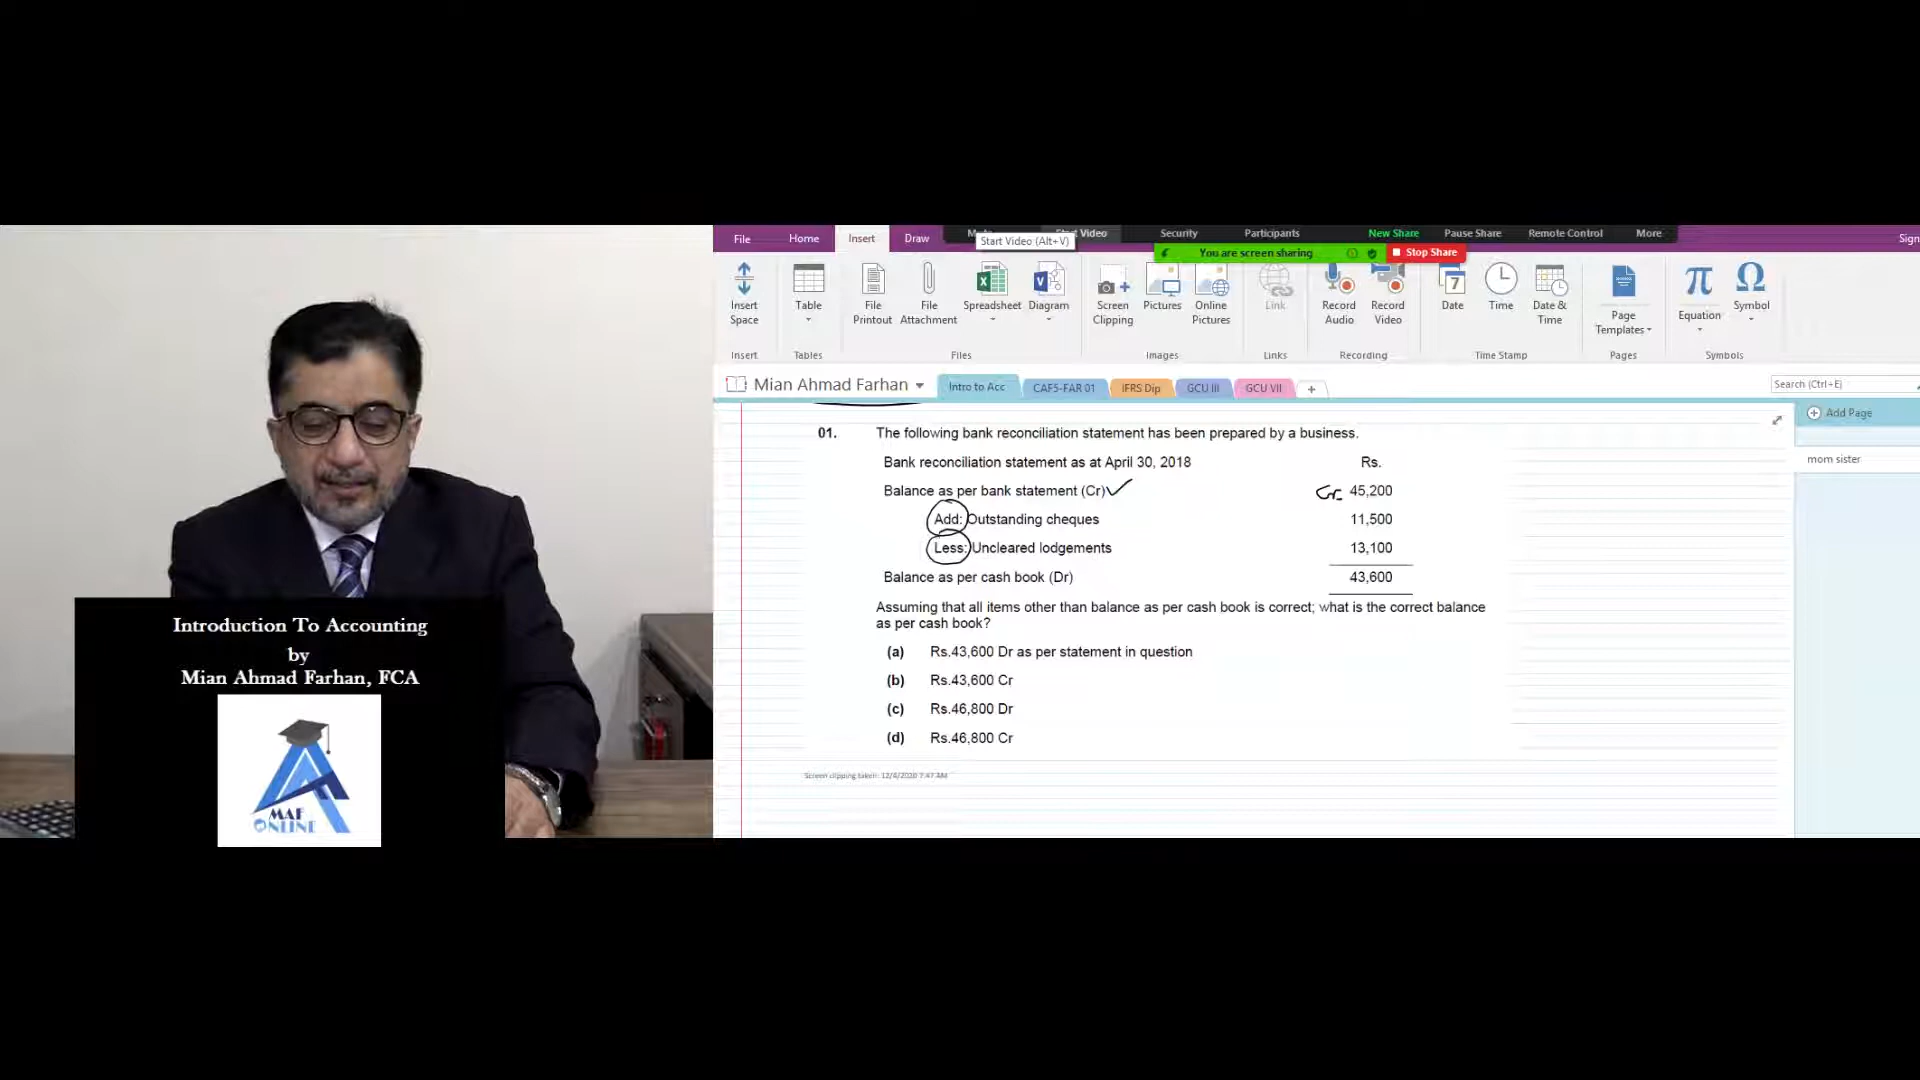 File
Home
Insert
Draw
Start Video (Alt+V)
Security
Participants
New Share
Pause Share
Remote Control
More
You are screen sharing
Stop Share
Insert Space
Table
File Printout
File Attachment
Spreadsheet
Diagram
Screen Clipping
Pictures
Online Pictures
Link
Record Audio
Record Video
Date
Time
Date & Time
Page Templates
Equation
Symbol
Insert
Tables
Files
Images
Links
Recording
Time Stamp
Pages
Symbols
Mian Ahmad Farhan
Intro to Acc
CAF5-FAR 01
IFRS Dip
GCU III
GCU VII
Search (Ctrl+E)
Add Page
mom sister
01. The following bank reconciliation statement has been prepared by a business.
Bank reconciliation statement as at April 30, 2018 Rs.
Balance as per bank statement (Cr) Cr 45,200
Add: Outstanding cheques 11,500
Less: Uncleared lodgements 13,100
Balance as per cash book (Dr) 43,600
Assuming that all items other than balance as per cash book is correct; what is the correct balance
as per cash book?
(a) Rs.43,600 Dr as per statement in question
(b) Rs.43,600 Cr
(c) Rs.46,800 Dr
(d) Rs.46,800 Cr
Screen clipping taken: 12/4/2020 7:47 AM
Introduction To Accounting
by
Mian Ahmad Farhan, FCA
MAF
ONLINE